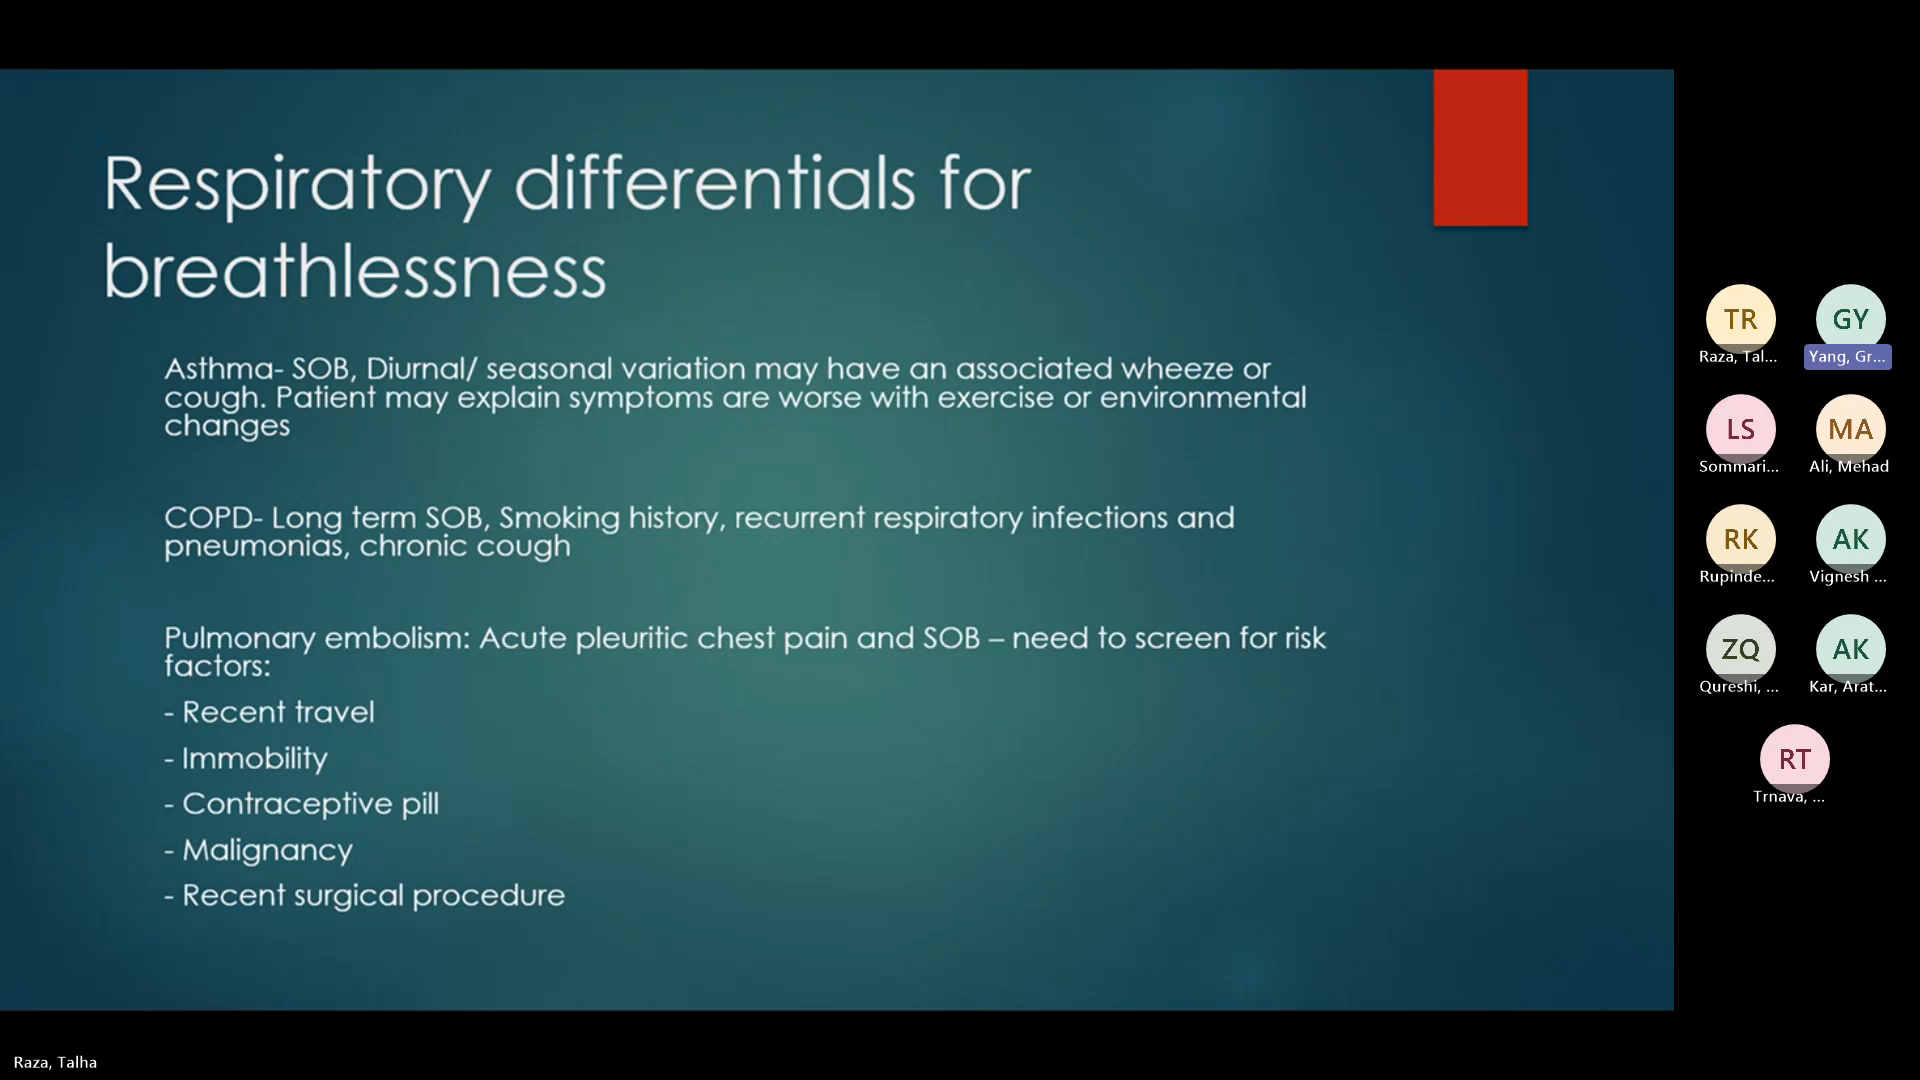 Respiratory differentials for
breathlessness
Asthma- SOB, Diurnal/ seasonal variation may have an associated wheeze or
cough. Patient may explain symptoms are worse with exercise or environmental
changes
COPD- Long term SOB, Smoking history, recurrent respiratory infections and
pneumonias, chronic cough
Pulmonary embolism: Acute pleuritic chest pain and SOB – need to screen for risk
factors:
- Recent travel
- Immobility
- Contraceptive pill
- Malignancy
- Recent surgical procedure
TR
GY
Raza, Tal...
Yang, Gr...
LS
MA
Sommari...
Ali, Mehad
RK
AK
Rupinde...
Vignesh ...
ZQ
AK
Qureshi, ...
Kar, Arat...
RT
Trnava, ...
Raza, Talha